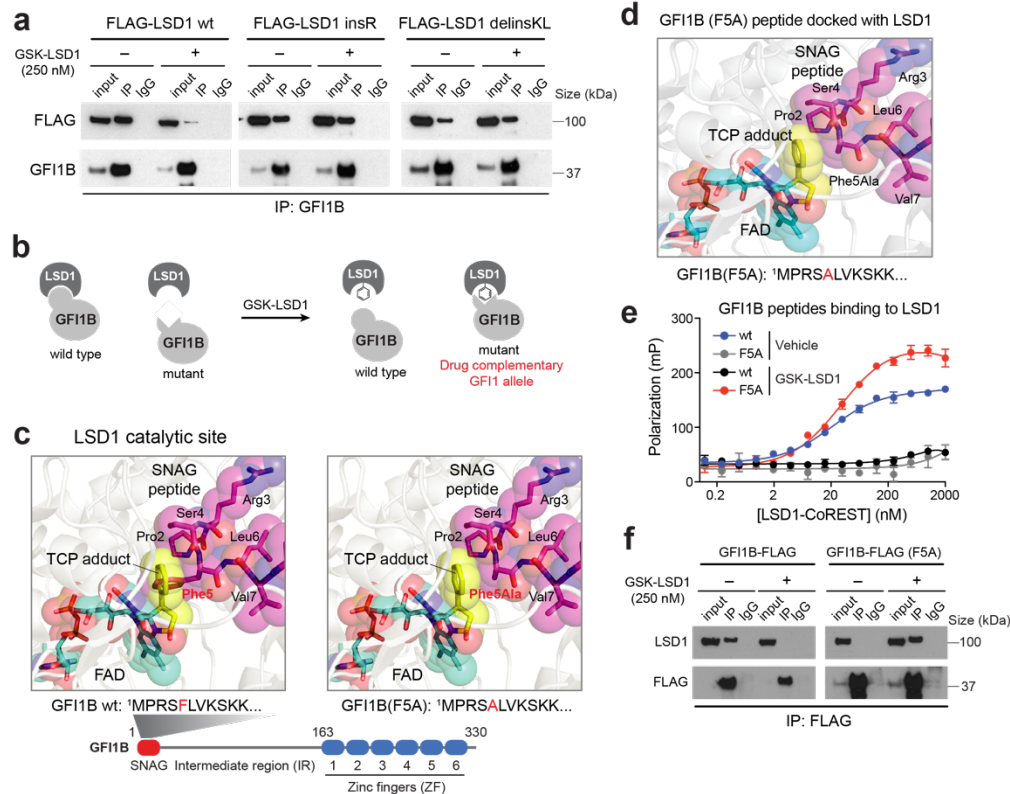 a
FLAG-LSD1 wt
FLAG-LSD1 insR
FLAG-LSD1 delinsKL
GSK-LSD1
(250 nM)
– + – + – +
input IP IgG input IP IgG input IP IgG input IP IgG input IP IgG input IP IgG
Size (kDa)
FLAG
100
GFI1B
37
IP: GFI1B
b
LSD1
GFI1B
wild type
LSD1
GFI1B
mutant
GSK-LSD1
LSD1
GFI1B
wild type
LSD1
GFI1B
mutant
Drug complementary
GFI1 allele
c
LSD1 catalytic site
SNAG
peptide
Arg3
Ser4
Pro2
Leu6
TCP adduct
Phe5
Val7
FAD
GFI1B wt: ¹MPRSFLVKSKK...
SNAG
peptide
Arg3
Ser4
Pro2
Leu6
TCP adduct
Phe5Ala
Val7
FAD
GFI1B(F5A): ¹MPRSALVKSKK...
1 163 330
GFI1B
SNAG Intermediate region (IR) 1 2 3 4 5 6
Zinc fingers (ZF)
d
GFI1B (F5A) peptide docked with LSD1
SNAG
peptide
Arg3
Ser4
Leu6
Pro2
TCP adduct
Phe5Ala
Val7
FAD
GFI1B(F5A): ¹MPRSALVKSKK...
e
GFI1B peptides binding to LSD1
wt
F5A
Vehicle
wt
F5A
GSK-LSD1
Polarization (mP)
300
200
100
0
0.2 2 20 200 2000
[LSD1-CoREST] (nM)
f
GFI1B-FLAG
GFI1B-FLAG (F5A)
GSK-LSD1
(250 nM)
– + – +
input IP IgG input IP IgG input IP IgG input IP IgG
Size (kDa)
LSD1
100
FLAG
37
IP: FLAG